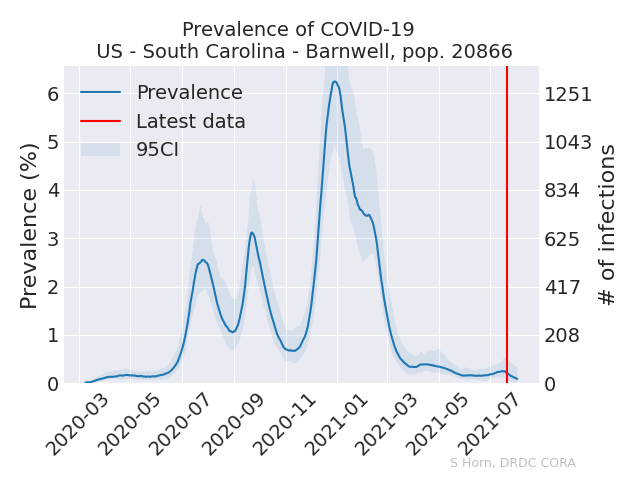 Prevalence of COVID-19
US - South Carolina - Barnwell, pop. 20866
Prevalence
Latest data
95CI
Prevalence (%)
6
5
4
3
2
1
0
1251
1043
834
625
417
208
0
# of infections
2020-03
2020-05
2020-07
2020-09
2020-11
2021-01
2021-03
2021-05
2021-07
S Horn, DRDC CORA